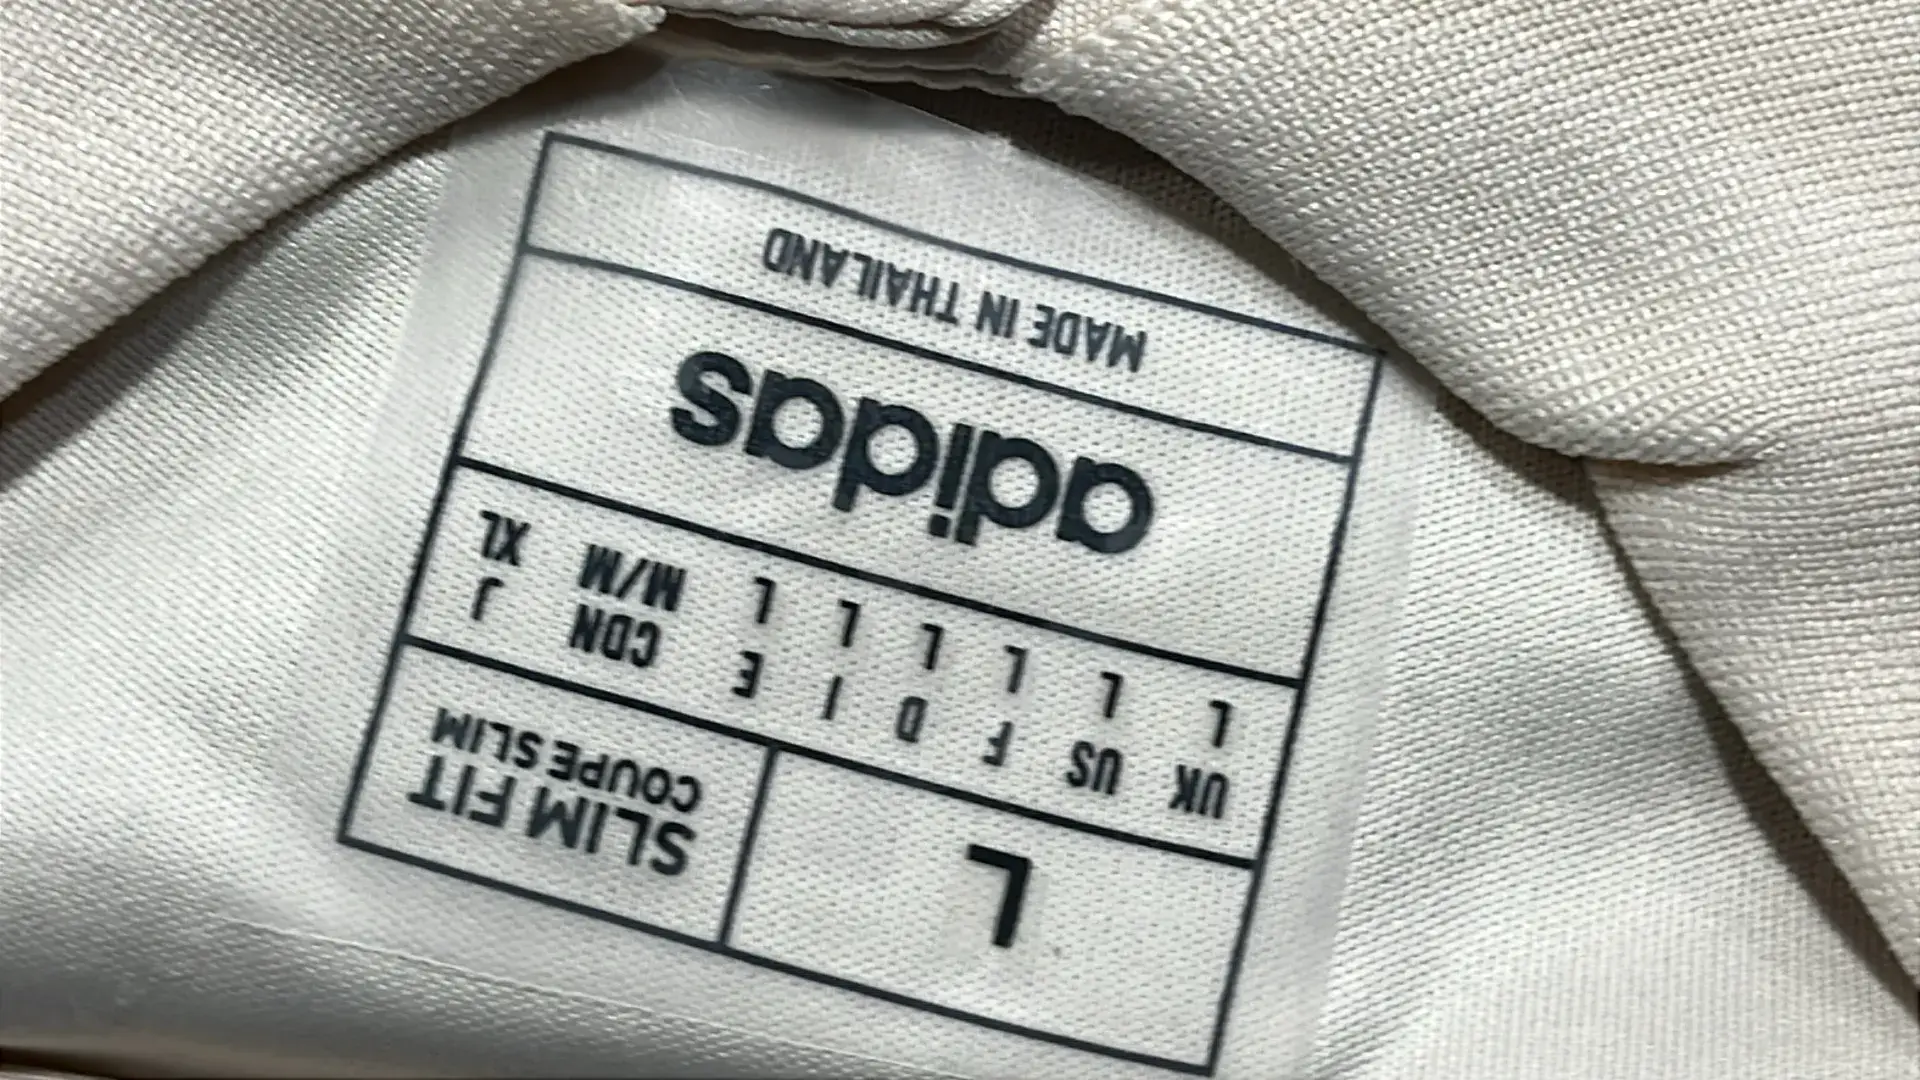 L
SLIM FIT
COUPE SLIM
UK US F D I E CDN J
L L L L L L M/M XL
adidas
MADE IN THAILAND